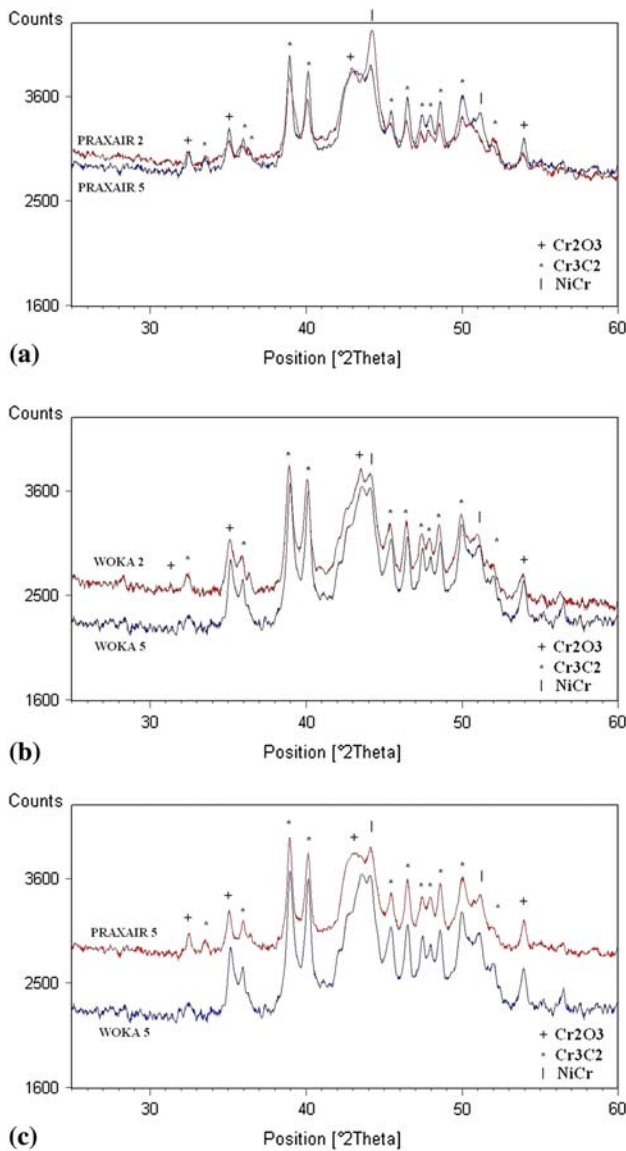 Counts
3600
2500
1600
PRAXAIR 2
PRAXAIR 5
+ Cr2O3
* Cr3C2
| NiCr
30 40 50 60
Position [°2Theta]
(a)
Counts
3600
2500
1600
WOKA 2
WOKA 5
+ Cr2O3
* Cr3C2
| NiCr
30 40 50 60
Position [°2Theta]
(b)
Counts
3600
2500
1600
PRAXAIR 5
WOKA 5
+ Cr2O3
* Cr3C2
| NiCr
30 40 50 60
Position [°2Theta]
(c)